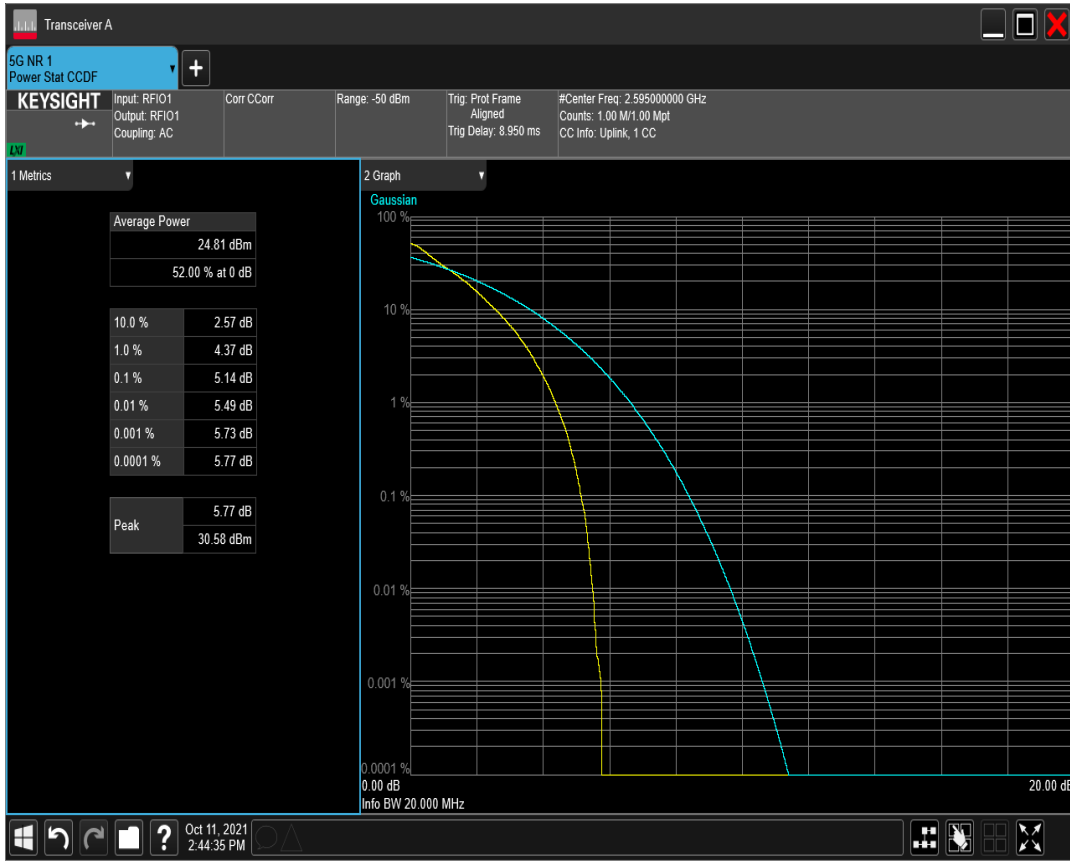 Transceiver A
5G NR 1
Power Stat CCDF
KEYSIGHT
LXI
Input: RFIO1
Output: RFIO1
Coupling: AC
Corr CCorr
Range: -50 dBm
Trig: Prot Frame
Aligned
Trig Delay: 8.950 ms
#Center Freq: 2.595000000 GHz
Counts: 1.00 M/1.00 Mpt
CC Info: Uplink, 1 CC
1 Metrics
Average Power
24.81 dBm
52.00 % at 0 dB
10.0 % 2.57 dB
1.0 % 4.37 dB
0.1 % 5.14 dB
0.01 % 5.49 dB
0.001 % 5.73 dB
0.0001 % 5.77 dB
Peak
5.77 dB
30.58 dBm
2 Graph
Gaussian
100 %
10 %
1 %
0.1 %
0.01 %
0.001 %
0.0001 %
0.00 dB 20.00 dB
Info BW 20.000 MHz
?
Oct 11, 2021
2:44:35 PM